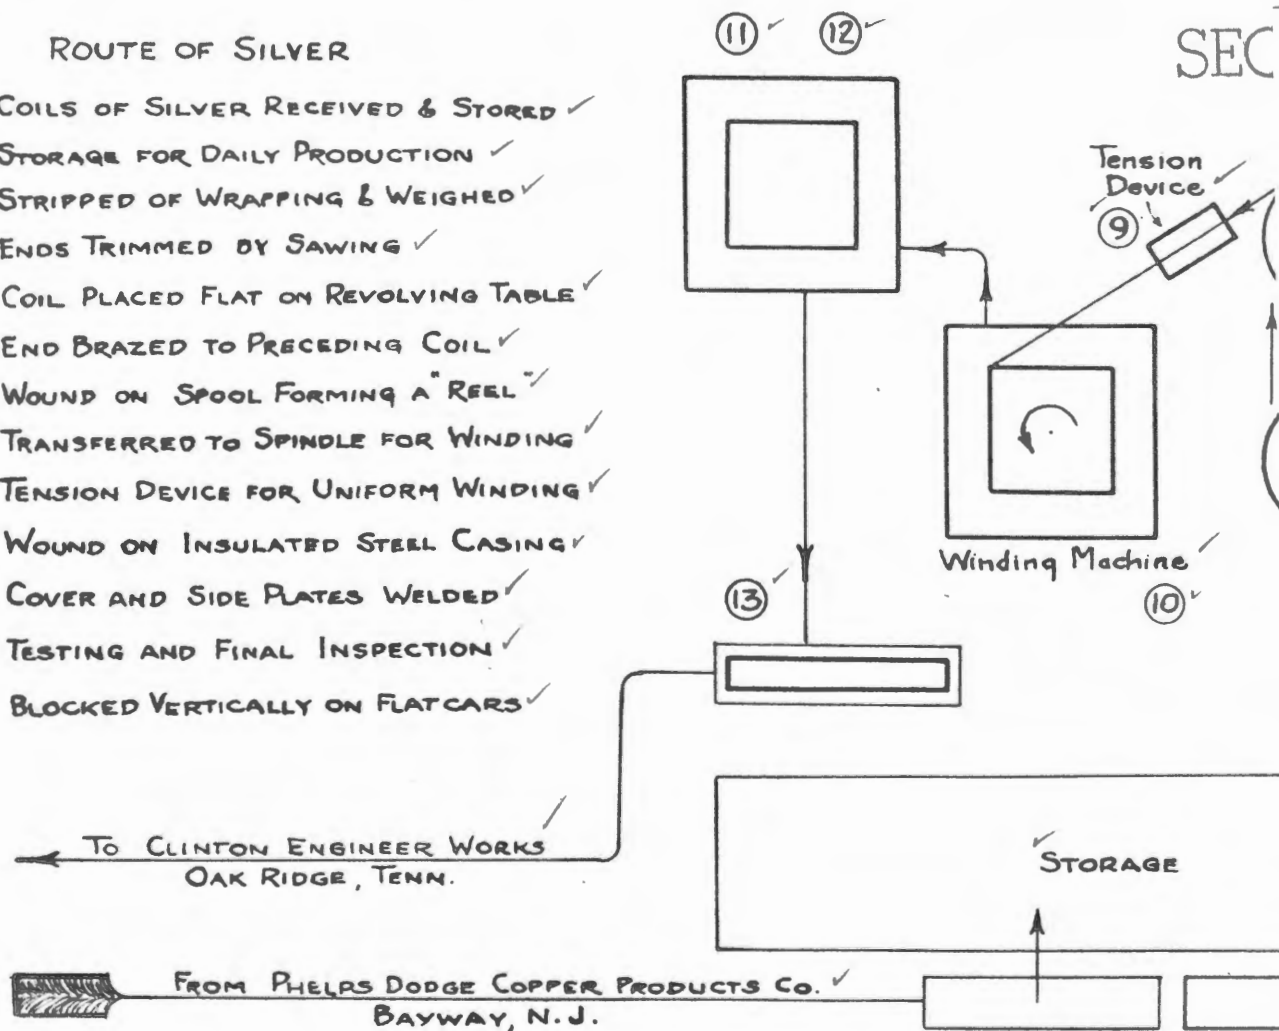 ROUTE OF SILVER
COILS OF SILVER RECEIVED & STORED
STORAGE FOR DAILY PRODUCTION
STRIPPED OF WRAPPING & WEIGHED
ENDS TRIMMED BY SAWING
COIL PLACED FLAT ON REVOLVING TABLE
END BRAZED TO PRECEDING COIL
WOUND ON SPOOL FORMING A "REEL"
TRANSFERRED TO SPINDLE FOR WINDING
TENSION DEVICE FOR UNIFORM WINDING
WOUND ON INSULATED STEEL CASING
COVER AND SIDE PLATES WELDED
TESTING AND FINAL INSPECTION
BLOCKED VERTICALLY ON FLATCARS
11 12
SEC
Tension
Device
9
Winding Machine
10
13
TO CLINTON ENGINEER WORKS
OAK RIDGE, TENN.
STORAGE
FROM PHELPS DODGE COPPER PRODUCTS CO.
BAYWAY, N.J.